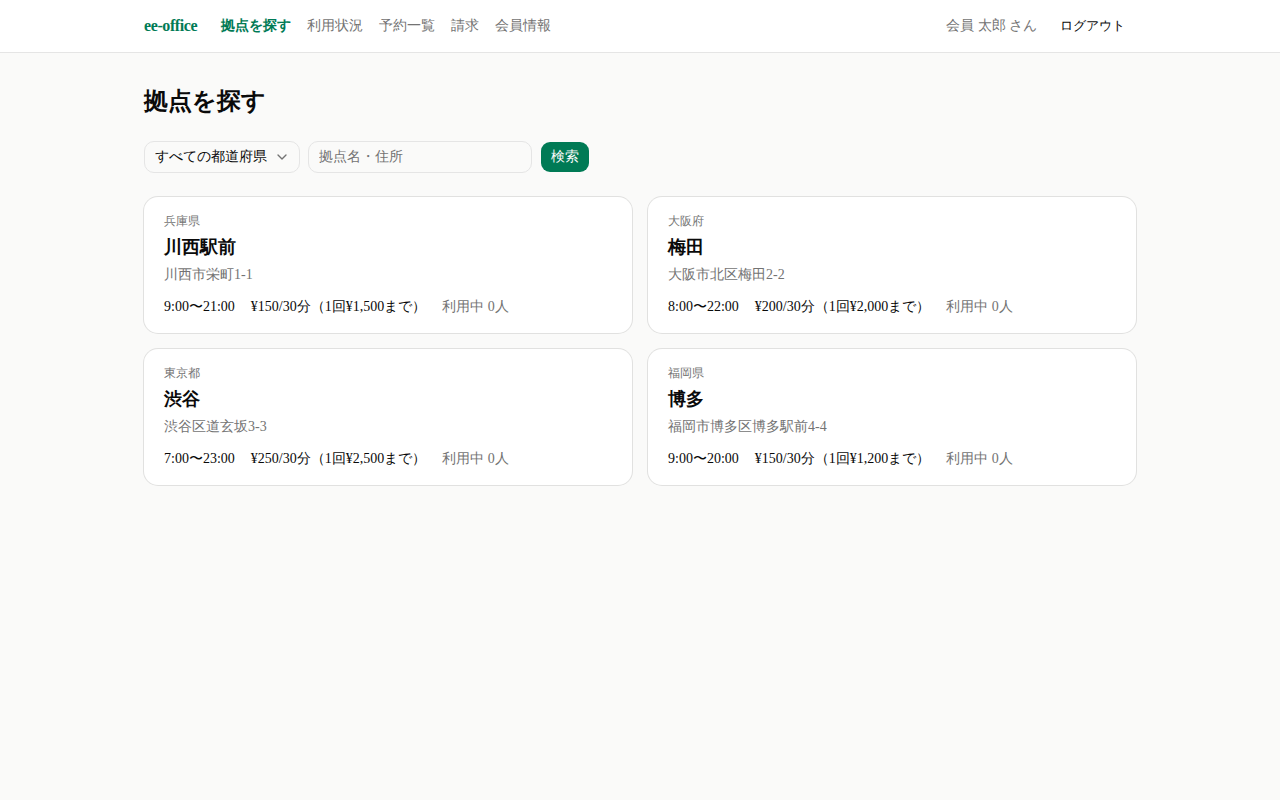 ee-office 拠点を探す 利用状況 予約一覧 請求 会員情報 会員 太郎 さん ログアウト
拠点を探す
すべての都道府県 拠点名・住所 検索
兵庫県
川西駅前
川西市栄町1-1
9:00〜21:00 ¥150/30分（1回¥1,500まで） 利用中 0人
大阪府
梅田
大阪市北区梅田2-2
8:00〜22:00 ¥200/30分（1回¥2,000まで） 利用中 0人
東京都
渋谷
渋谷区道玄坂3-3
7:00〜23:00 ¥250/30分（1回¥2,500まで） 利用中 0人
福岡県
博多
福岡市博多区博多駅前4-4
9:00〜20:00 ¥150/30分（1回¥1,200まで） 利用中 0人